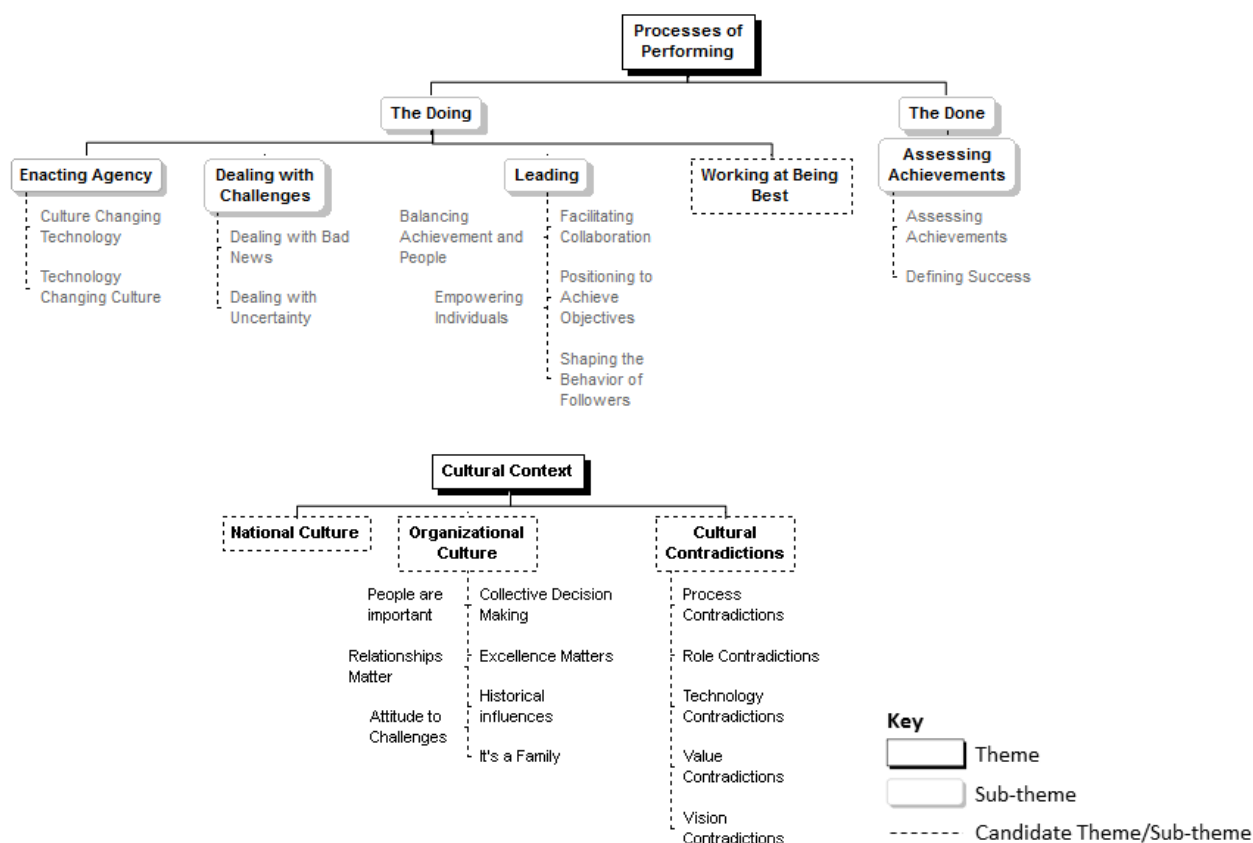 Processes of
Performing
The Doing
The Done
Enacting Agency
Culture Changing
Technology
Technology
Changing Culture
Dealing with
Challenges
Dealing with Bad
News
Dealing with
Uncertainty
Leading
Balancing
Achievement and
People
Empowering
Individuals
Facilitating
Collaboration
Positioning to
Achieve
Objectives
Shaping the
Behavior of
Followers
Working at Being
Best
Assessing
Achievements
Assessing
Achievements
Defining Success
Cultural Context
National Culture
Organizational
Culture
People are
important
Relationships
Matter
Attitude to
Challenges
Collective Decision
Making
Excellence Matters
Historical
influences
It's a Family
Cultural
Contradictions
Process
Contradictions
Role Contradictions
Technology
Contradictions
Value
Contradictions
Vision
Contradictions
Key
Theme
Sub-theme
Candidate Theme/Sub-theme